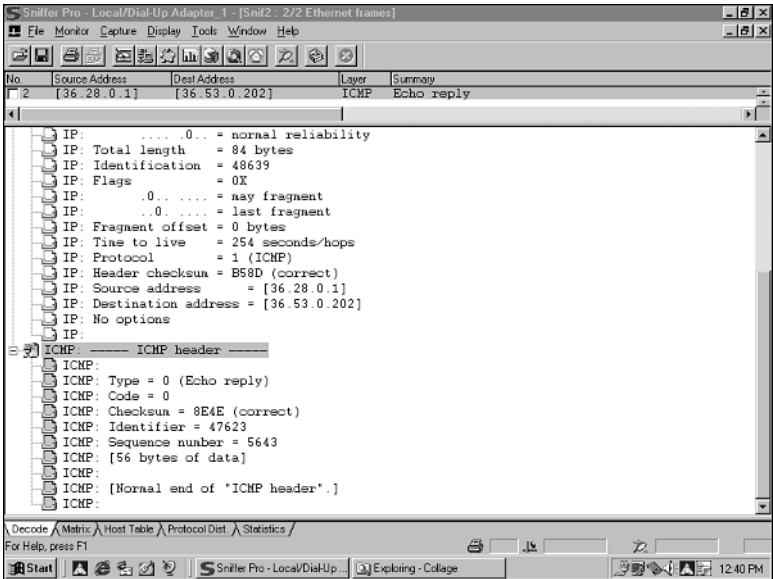 Sniffer Pro - Local/Dial-Up Adapter_1 - [Snif2 : 2/2 Ethernet frames]
File Monitor Capture Display Tools Window Help
No. Source Address Dest Address Layer Summary
2 [36.28.0.1] [36.53.0.202] ICMP Echo reply
IP: .... .0.. = normal reliability
IP: Total length = 84 bytes
IP: Identification = 48639
IP: Flags = 0X
IP: .0.. .... = may fragment
IP: ..0. .... = last fragment
IP: Fragment offset = 0 bytes
IP: Time to live = 254 seconds/hops
IP: Protocol = 1 (ICMP)
IP: Header checksum = B58D (correct)
IP: Source address = [36.28.0.1]
IP: Destination address = [36.53.0.202]
IP: No options
IP:
ICMP: ----- ICMP header -----
ICMP:
ICMP: Type = 0 (Echo reply)
ICMP: Code = 0
ICMP: Checksum = 8E4E (correct)
ICMP: Identifier = 47623
ICMP: Sequence number = 5643
ICMP: [56 bytes of data]
ICMP:
ICMP: [Normal end of "ICMP header".]
ICMP:
Decode Matrix Host Table Protocol Dist. Statistics
For Help, press F1
Start Sniffer Pro - Local/Dial-Up ... Exploring - Collage 12:40 PM